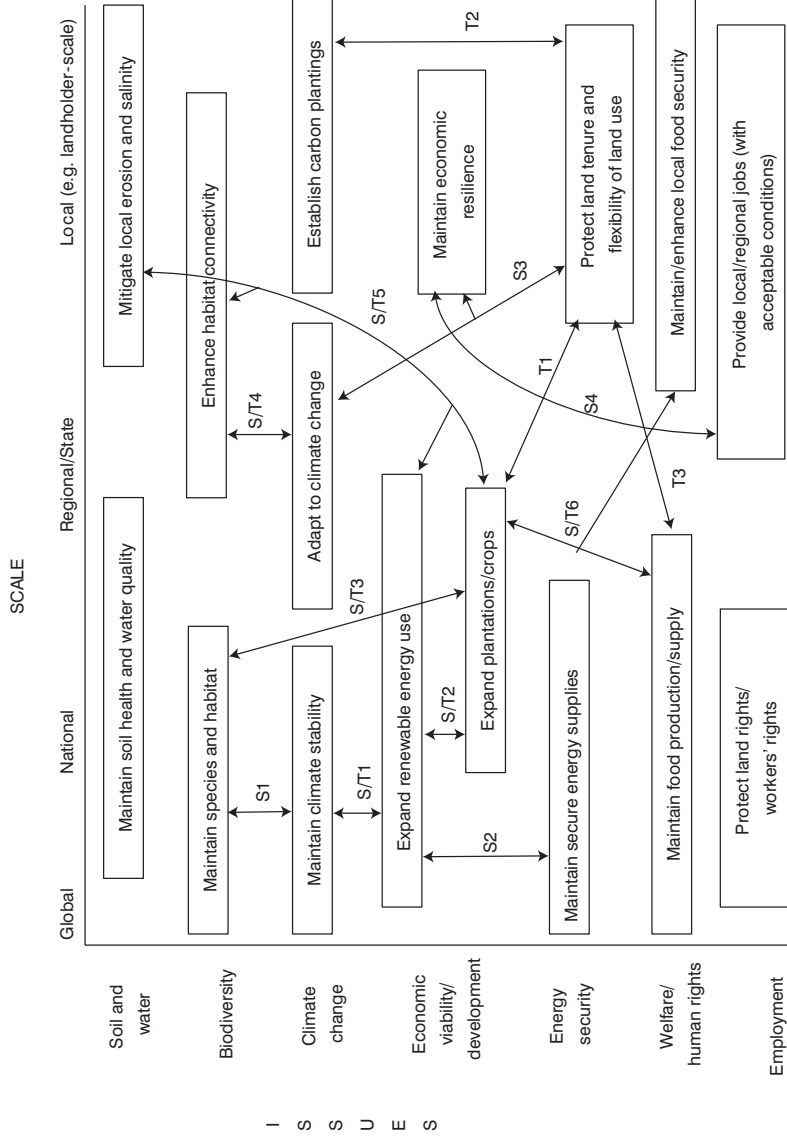 SCALE
Global
National
Regional/State
Local (e.g. landholder-scale)
I
S
S
U
E
S
Soil and
water
Maintain soil health and water quality
Mitigate local erosion and salinity
Biodiversity
Maintain species and habitat
Enhance habitat connectivity
S1
S/T4
Climate
change
Maintain climate stability
Adapt to climate change
Establish carbon plantings
S/T1
S/T3
S/T5
T2
Economic
viability/
development
Expand renewable energy use
Maintain economic
resilience
S/T2
Expand plantations/crops
S2
S3
T1
Energy
security
Maintain secure energy supplies
Protect land tenure and
flexibility of land use
S/T6
S4
T3
Welfare/
human rights
Maintain food production/supply
Maintain/enhance local food security
Employment
Protect land rights/
workers' rights
Provide local/regional jobs (with
acceptable conditions)